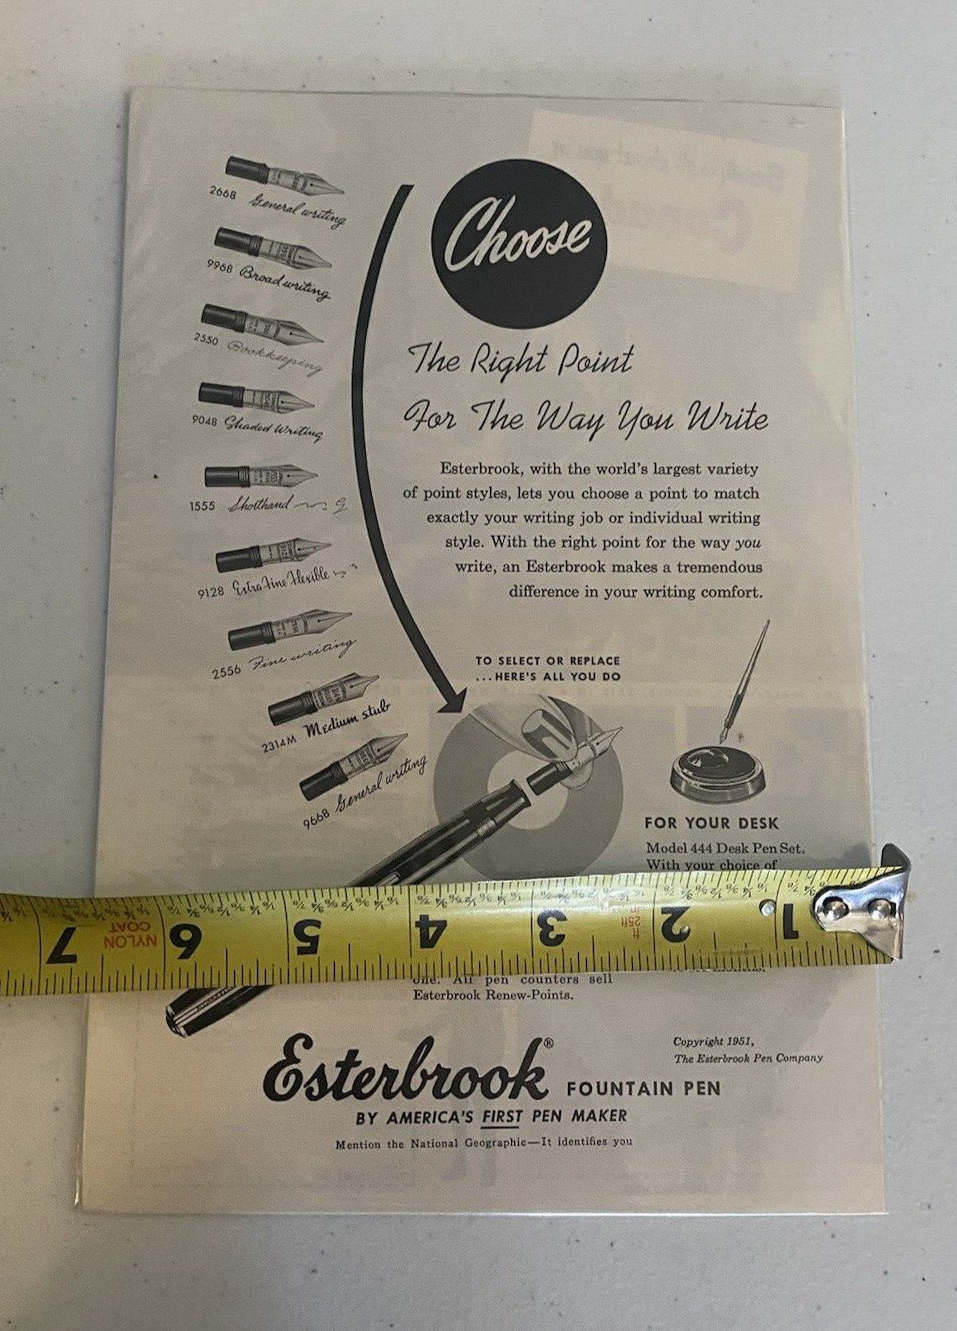 Choose
The Right Point
For The Way You Write
Esterbrook, with the world's largest variety
of point styles, lets you choose a point to match
exactly your writing job or individual writing
style. With the right point for the way you
write, an Esterbrook makes a tremendous
difference in your writing comfort.
2668 General writing
9968 Broad writing
2550 Bookkeeping
9048 Shaded Writing
1555 Shorthand
9128 Extra Fine Flexible
2556 Fine writing
2314M Medium stub
9668 General writing
TO SELECT OR REPLACE
...HERE'S ALL YOU DO
FOR YOUR DESK
Model 444 Desk Pen Set.
With your choice of
7 NYLON COAT 6 5 4 3 ft 25ft 2 1
one. All pen counters sell
Esterbrook Renew-Points.
Copyright 1951,
The Esterbrook Pen Company
Esterbrook® FOUNTAIN PEN
BY AMERICA'S FIRST PEN MAKER
Mention the National Geographic—It identifies you